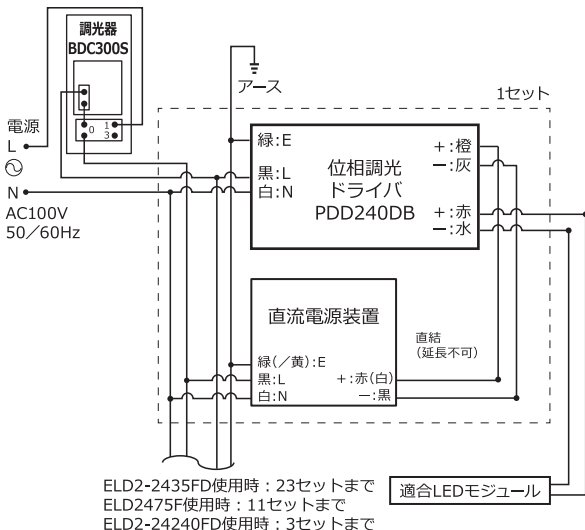 調光器
BDC300S
0 1
3
電源
L
N
AC100V
50／60Hz
アース
1セット
緑:E
黒:L
白:N
位相調光
ドライバ
PDD240DB
＋:橙
－:灰
＋:赤
－:水
直流電源装置
緑(／黄):E
黒:L
白:N
＋:赤(白)
－:黒
直結
（延長不可）
ELD2-2435FD使用時：23セットまで
ELD2475F使用時：11セットまで
ELD2-24240FD使用時：3セットまで
適合LEDモジュール